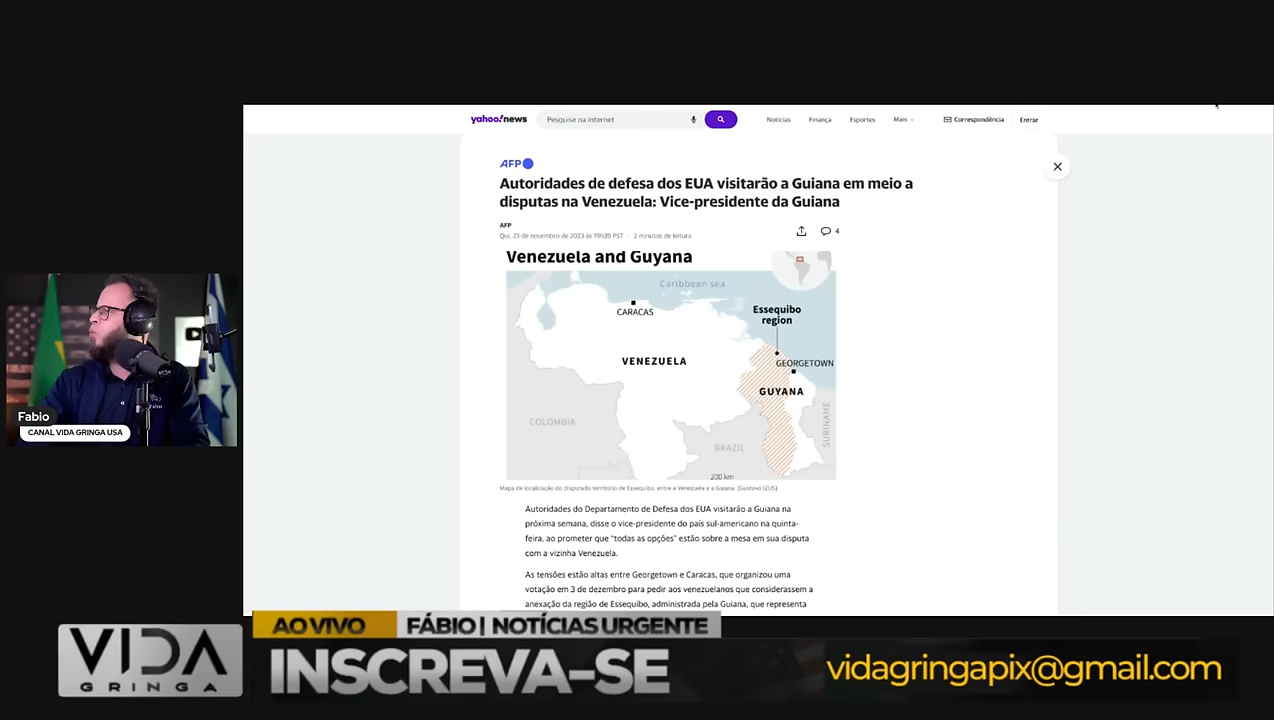 yahoo!news
Pesquise na internet
Notícias Finança Esportes Mais Correspondência Entrar
AFP
Autoridades de defesa dos EUA visitarão a Guiana em meio a
disputas na Venezuela: Vice-presidente da Guiana
AFP
Qui, 23 de novembro de 2023 às 11h39 PST · 2 minutos de leitura
4
Venezuela and Guyana
Caribbean sea
CARACAS
Essequibo
region
VENEZUELA
GEORGETOWN
GUYANA
COLOMBIA
BRAZIL
SURINAME
200 km
Mapa de localização do disputado território de Essequibo, entre a Venezuela e a Guiana. (Gustavo IZUS)
Autoridades do Departamento de Defesa dos EUA visitarão a Guiana na
próxima semana, disse o vice-presidente do país sul-americano na quinta-
feira, ao prometer que "todas as opções" estão sobre a mesa em sua disputa
com a vizinha Venezuela.
As tensões estão altas entre Georgetown e Caracas, que organizou uma
votação em 3 de dezembro para pedir aos venezuelanos que considerassem a
anexação da região de Essequibo, administrada pela Guiana, que representa
Fabio
CANAL VIDA GRINGA USA
AO VIVO FÁBIO | NOTÍCIAS URGENTE
VIDA
GRINGA
INSCREVA-SE
vidagringapix@gmail.com